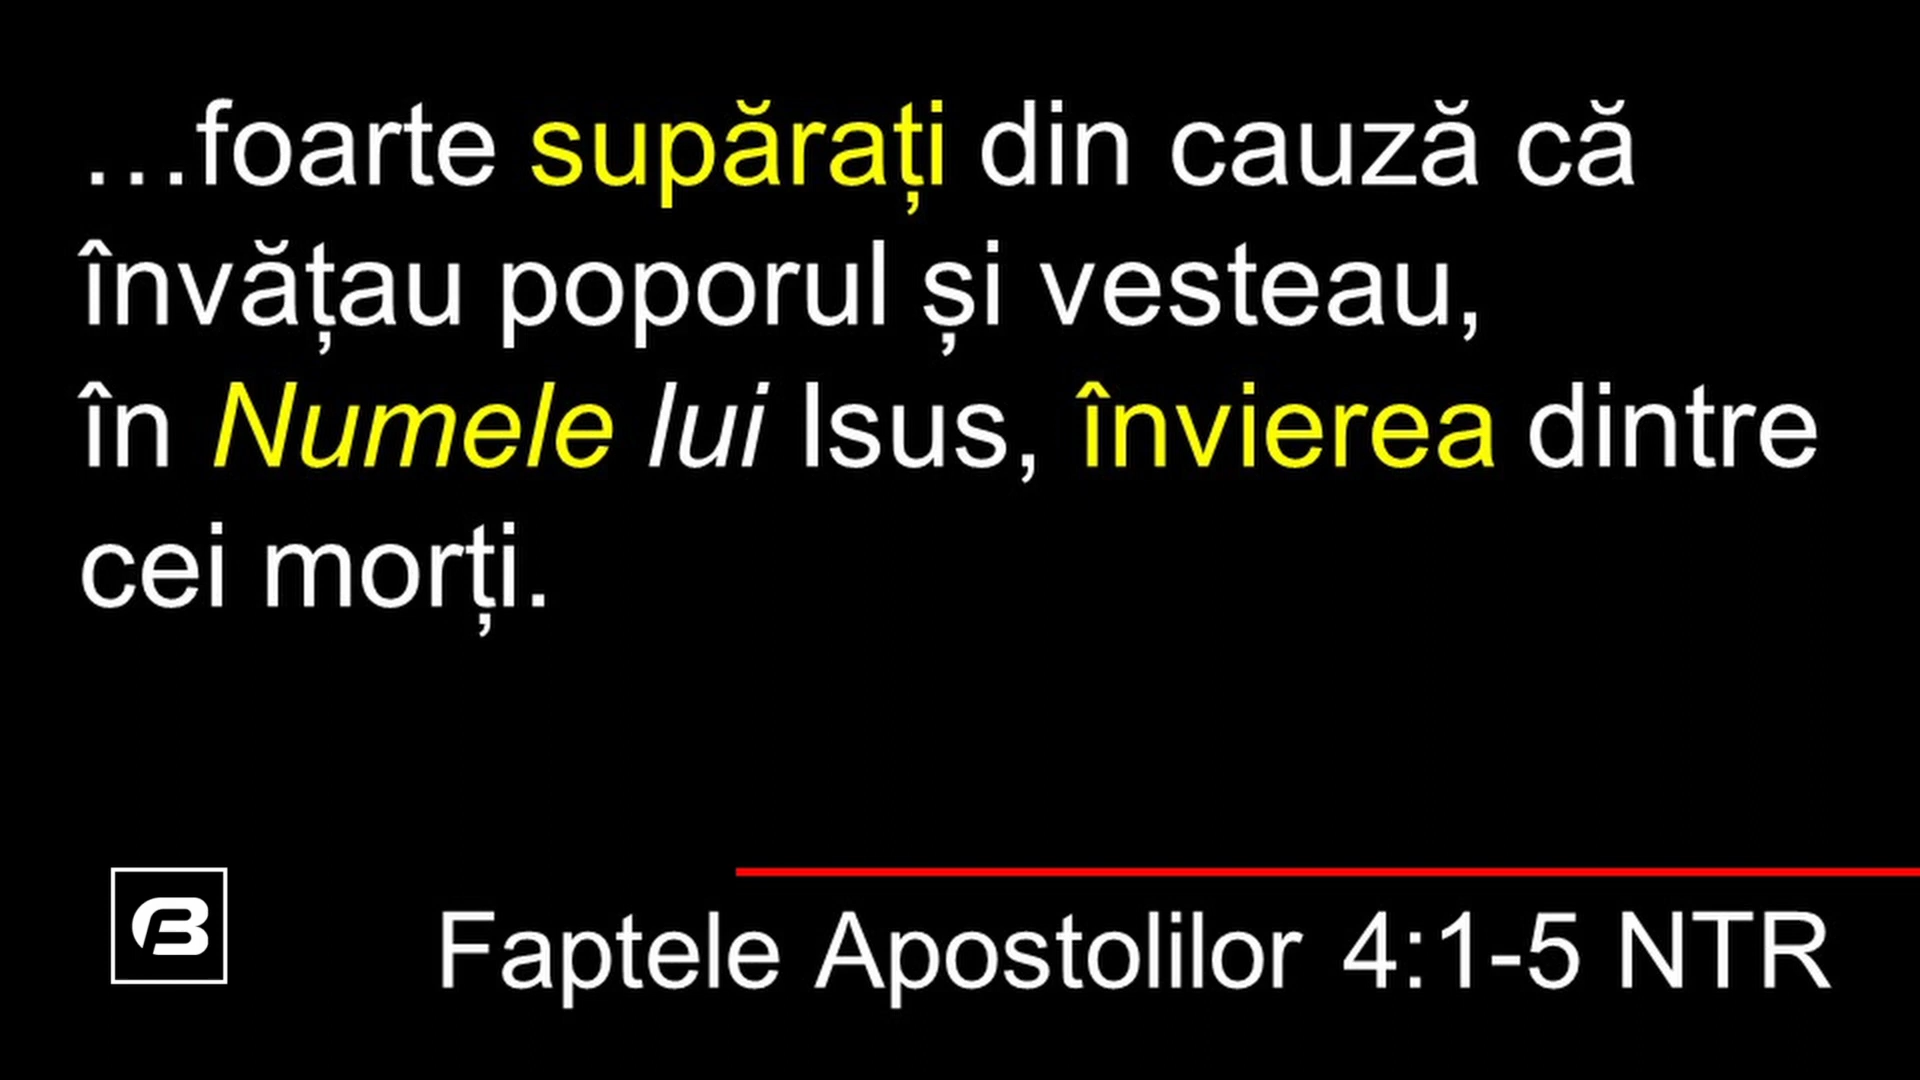 …foarte supărați din cauză că
învățau poporul și vesteau,
în Numele lui Isus, învierea dintre
cei morți.
B
Faptele Apostolilor 4:1-5 NTR